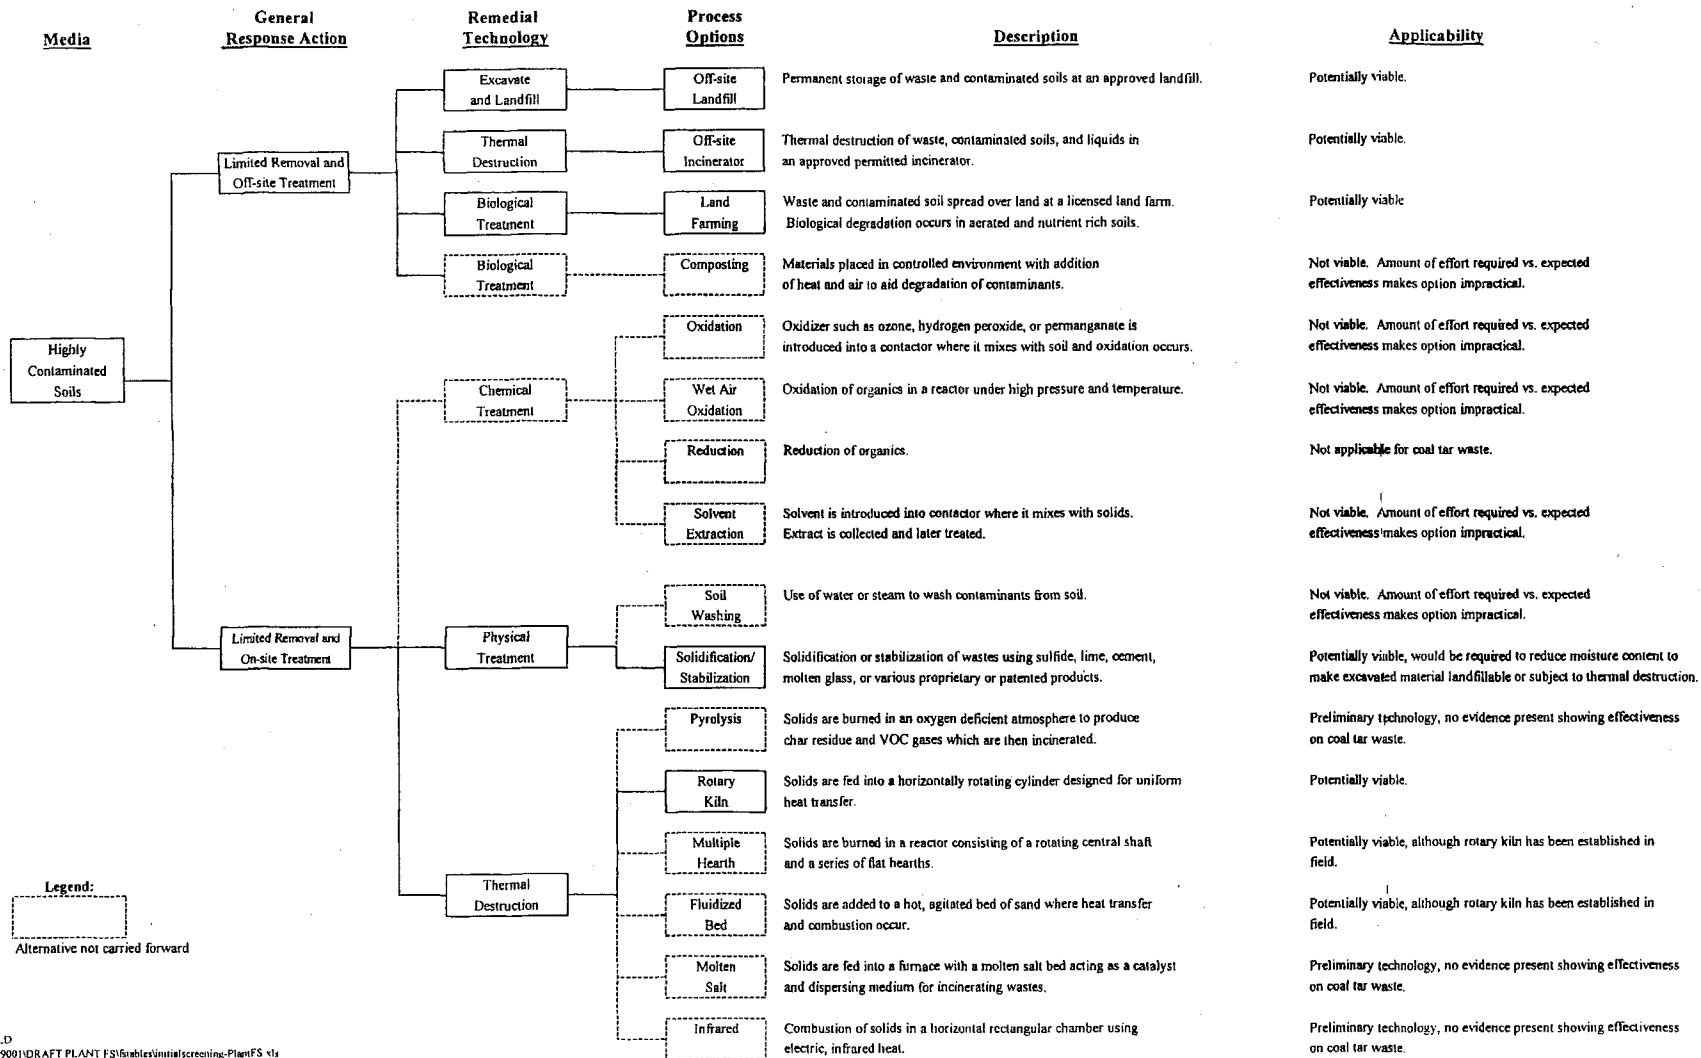 Media
General
Response Action
Remedial
Technology
Process
Options
Description
Applicability
Highly
Contaminated
Soils
Limited Removal and
Off-site Treatment
Excavate
and Landfill
Off-site
Landfill
Permanent storage of waste and contaminated soils at an approved landfill.
Potentially viable.
Thermal
Destruction
Off-site
Incinerator
Thermal destruction of waste, contaminated soils, and liquids in
an approved permitted incinerator.
Potentially viable.
Biological
Treatment
Land
Farming
Waste and contaminated soil spread over land at a licensed land farm.
Biological degradation occurs in aerated and nutrient rich soils.
Potentially viable
Biological
Treatment
Composting
Materials placed in controlled environment with addition
of heat and air to aid degradation of contaminants.
Not viable. Amount of effort required vs. expected
effectiveness makes option impractical.
Limited Removal and
On-site Treatment
Chemical
Treatment
Oxidation
Oxidizer such as ozone, hydrogen peroxide, or permanganate is
introduced into a contactor where it mixes with soil and oxidation occurs.
Not viable. Amount of effort required vs. expected
effectiveness makes option impractical.
Wet Air
Oxidation
Oxidation of organics in a reactor under high pressure and temperature.
Not viable. Amount of effort required vs. expected
effectiveness makes option impractical.
Reduction
Reduction of organics.
Not applicable for coal tar waste.
Solvent
Extraction
Solvent is introduced into contactor where it mixes with solids.
Extract is collected and later treated.
Not viable. Amount of effort required vs. expected
effectiveness makes option impractical.
Physical
Treatment
Soil
Washing
Use of water or steam to wash contaminants from soil.
Not viable. Amount of effort required vs. expected
effectiveness makes option impractical.
Solidification/
Stabilization
Solidification or stabilization of wastes using sulfide, lime, cement,
molten glass, or various proprietary or patented products.
Potentially viable, would be required to reduce moisture content to
make excavated material landfillable or subject to thermal destruction.
Thermal
Destruction
Pyrolysis
Solids are burned in an oxygen deficient atmosphere to produce
char residue and VOC gases which are then incinerated.
Preliminary technology, no evidence present showing effectiveness
on coal tar waste.
Rotary
Kiln
Solids are fed into a horizontally rotating cylinder designed for uniform
heat transfer.
Potentially viable.
Multiple
Hearth
Solids are burned in a reactor consisting of a rotating central shaft
and a series of flat hearths.
Potentially viable, although rotary kiln has been established in
field.
Fluidized
Bed
Solids are added to a hot, agitated bed of sand where heat transfer
and combustion occur.
Potentially viable, although rotary kiln has been established in
field.
Molten
Salt
Solids are fed into a furnace with a molten salt bed acting as a catalyst
and dispersing medium for incinerating wastes.
Preliminary technology, no evidence present showing effectiveness
on coal tar waste.
Infrared
Combustion of solids in a horizontal rectangular chamber using
electric, infrared heat.
Preliminary technology, no evidence present showing effectiveness
on coal tar waste.
Legend:
Alternative not carried forward
.D
9001\DRAFT PLANT